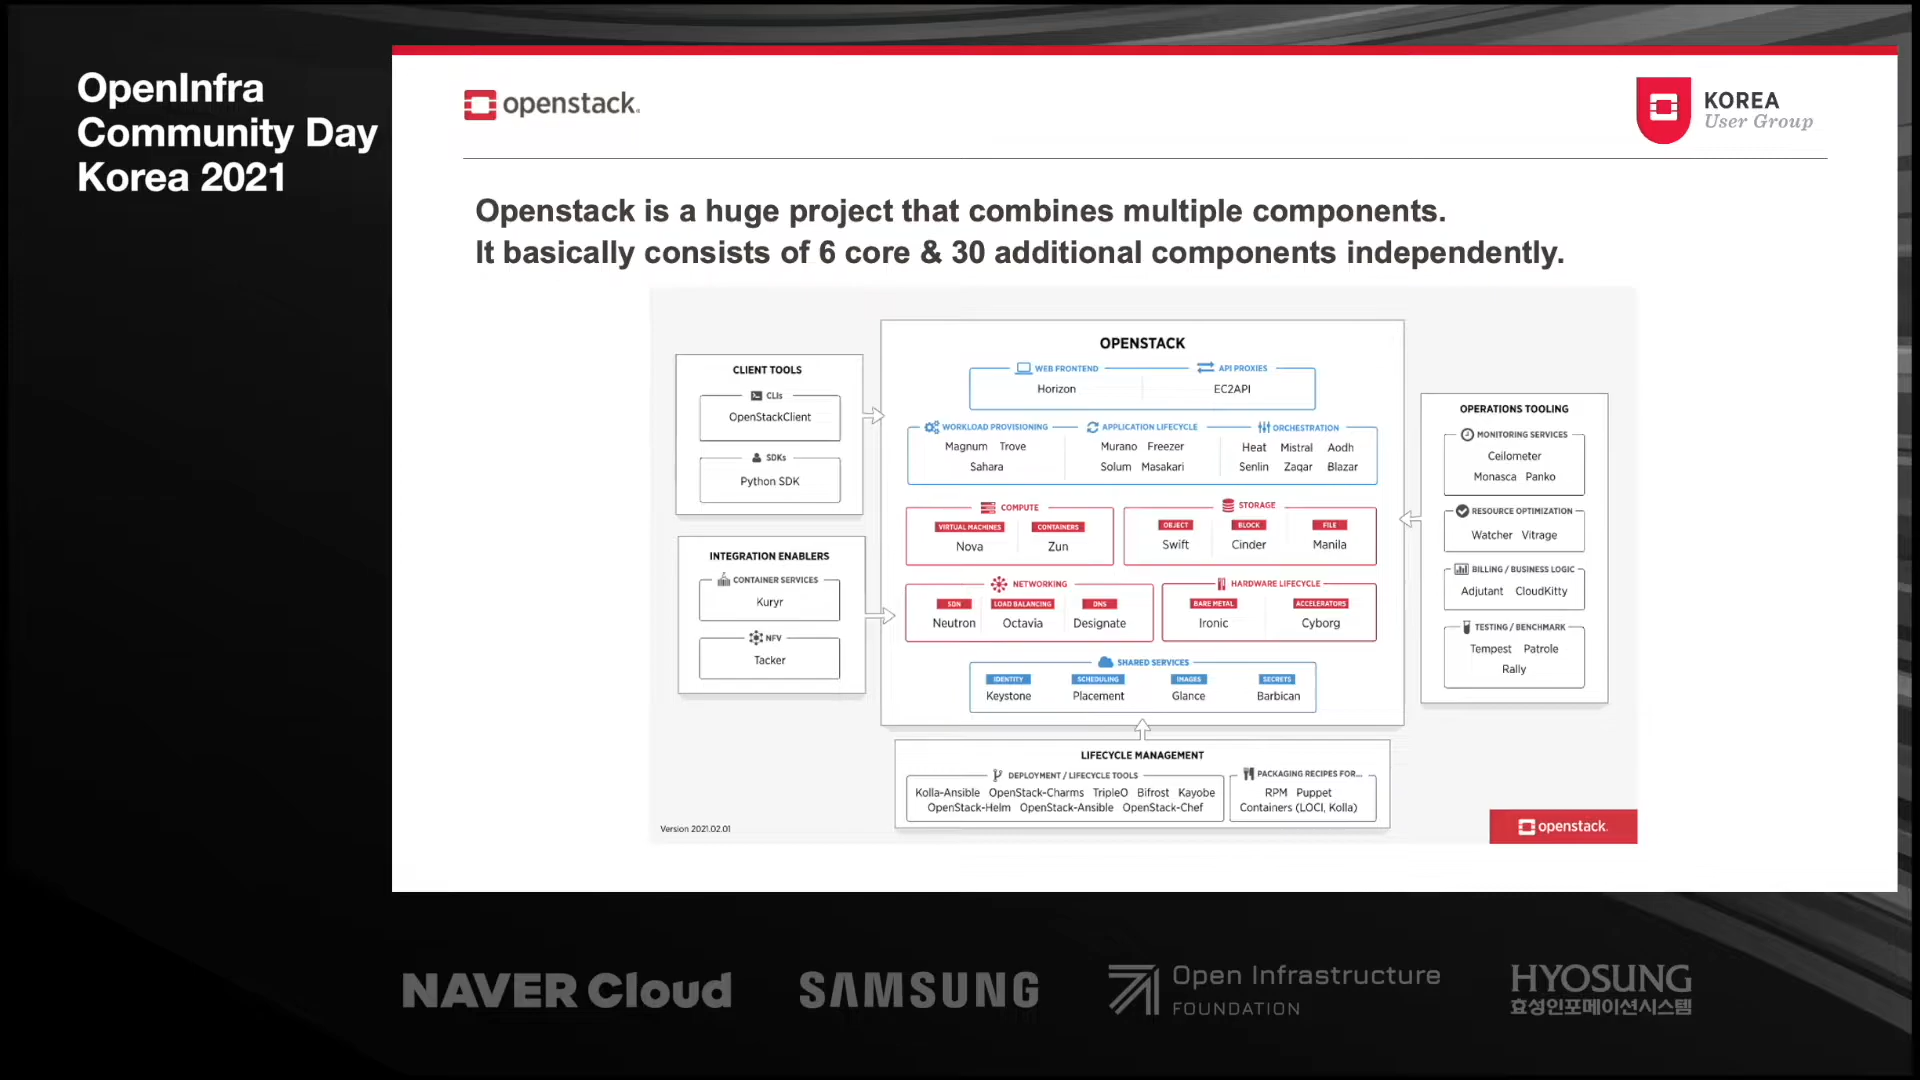 OpenInfra
Community Day
Korea 2021
openstack.
KOREA
User Group
Openstack is a huge project that combines multiple components.
It basically consists of 6 core & 30 additional components independently.
CLIENT TOOLS
CLIs
OpenStackClient
SDKs
Python SDK
INTEGRATION ENABLERS
CONTAINER SERVICES
Kuryr
NFV
Tacker
OPENSTACK
WEB FRONTEND
API PROXIES
Horizon
EC2API
WORKLOAD PROVISIONING
Magnum Trove
Sahara
APPLICATION LIFECYCLE
Murano Freezer
Solum Masakari
ORCHESTRATION
Heat Mistral Aodh
Senlin Zaqar Blazar
COMPUTE
VIRTUAL MACHINES
Nova
CONTAINERS
Zun
STORAGE
OBJECT
Swift
BLOCK
Cinder
FILE
Manila
NETWORKING
SDN
Neutron
LOAD BALANCING
Octavia
DNS
Designate
HARDWARE LIFECYCLE
BARE METAL
Ironic
ACCELERATORS
Cyborg
SHARED SERVICES
IDENTITY
Keystone
SCHEDULING
Placement
IMAGES
Glance
SECRETS
Barbican
OPERATIONS TOOLING
MONITORING SERVICES
Ceilometer
Monasca Panko
RESOURCE OPTIMIZATION
Watcher Vitrage
BILLING / BUSINESS LOGIC
Adjutant CloudKitty
TESTING / BENCHMARK
Tempest Patrole
Rally
LIFECYCLE MANAGEMENT
DEPLOYMENT / LIFECYCLE TOOLS
Kolla-Ansible OpenStack-Charms TripleO Bifrost Kayobe
OpenStack-Helm OpenStack-Ansible OpenStack-Chef
PACKAGING RECIPES FOR...
RPM Puppet
Containers (LOCI, Kolla)
Version 2021.02.01
openstack.
NAVER Cloud
SAMSUNG
Open Infrastructure
FOUNDATION
HYOSUNG
효성인포메이션시스템